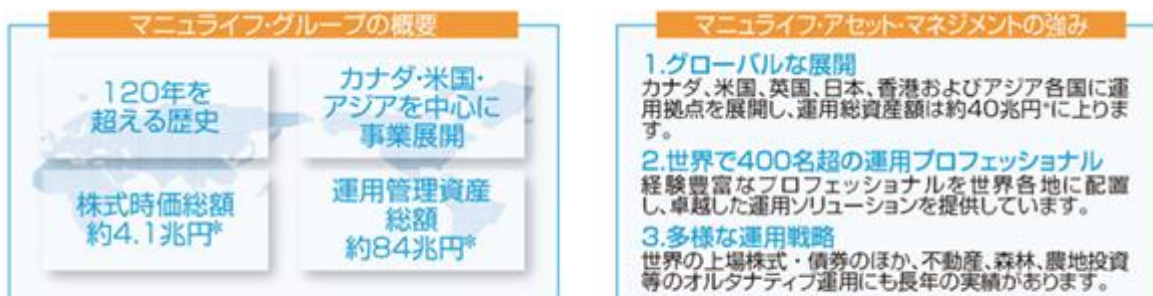 マニュライフ・グループの概要
120年を
超える歴史
カナダ・米国・
アジアを中心に
事業展開
株式時価総額
約4.1兆円*
運用管理資産
総額
約84兆円*
マニュライフ・アセット・マネジメントの強み
1.グローバルな展開
カナダ、米国、英国、日本、香港およびアジア各国に運
用拠点を展開し、運用総資産額は約40兆円*に上りま
す。
2.世界で400名超の運用プロフェッショナル
経験豊富なプロフェッショナルを世界各地に配置
し、卓越した運用ソリューションを提供しています。
3.多様な運用戦略
世界の上場株式・債券のほか、不動産、森林、農地投資
等のオルタナティブ運用にも長年の実績があります。